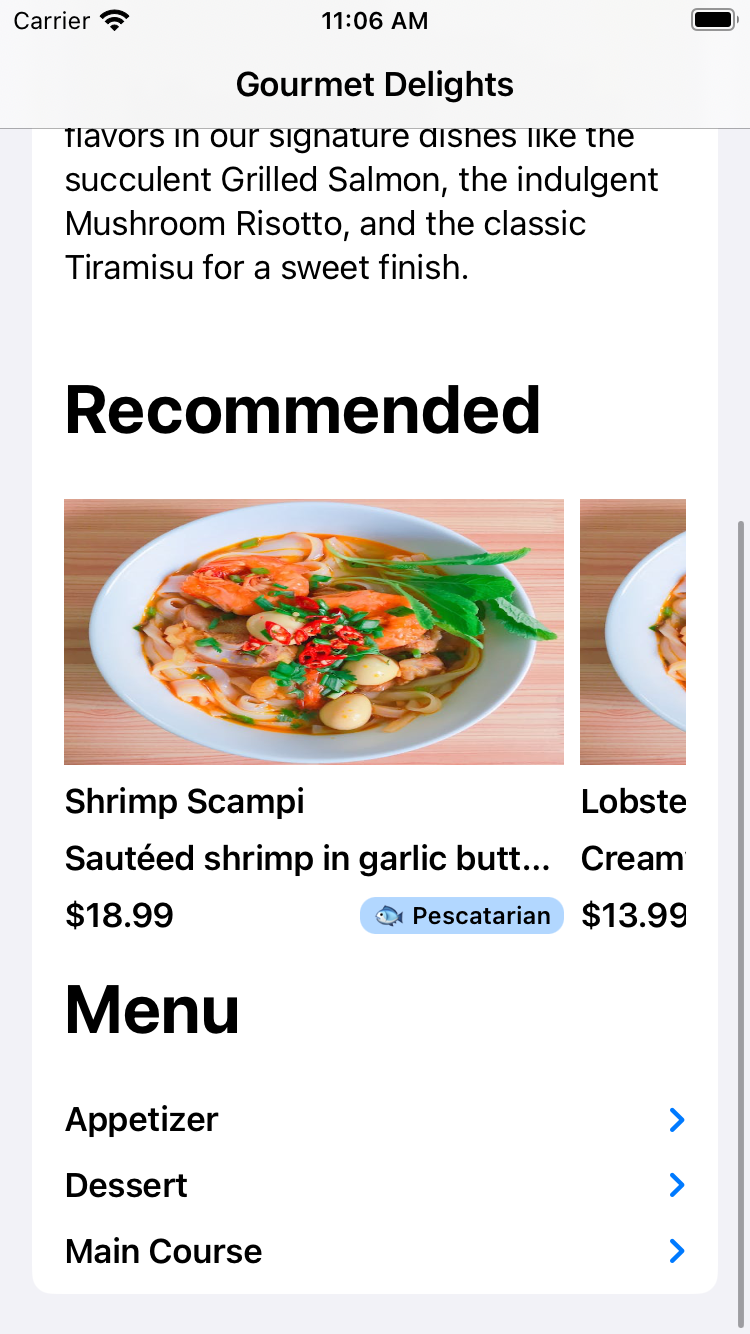 Carrier 11:06 AM
Gourmet Delights
flavors in our signature dishes like the
succulent Grilled Salmon, the indulgent
Mushroom Risotto, and the classic
Tiramisu for a sweet finish.
Recommended
Shrimp Scampi
Sautéed shrimp in garlic butt...
$18.99 Pescatarian
Lobste
Cream
$13.99
Menu
Appetizer
Dessert
Main Course